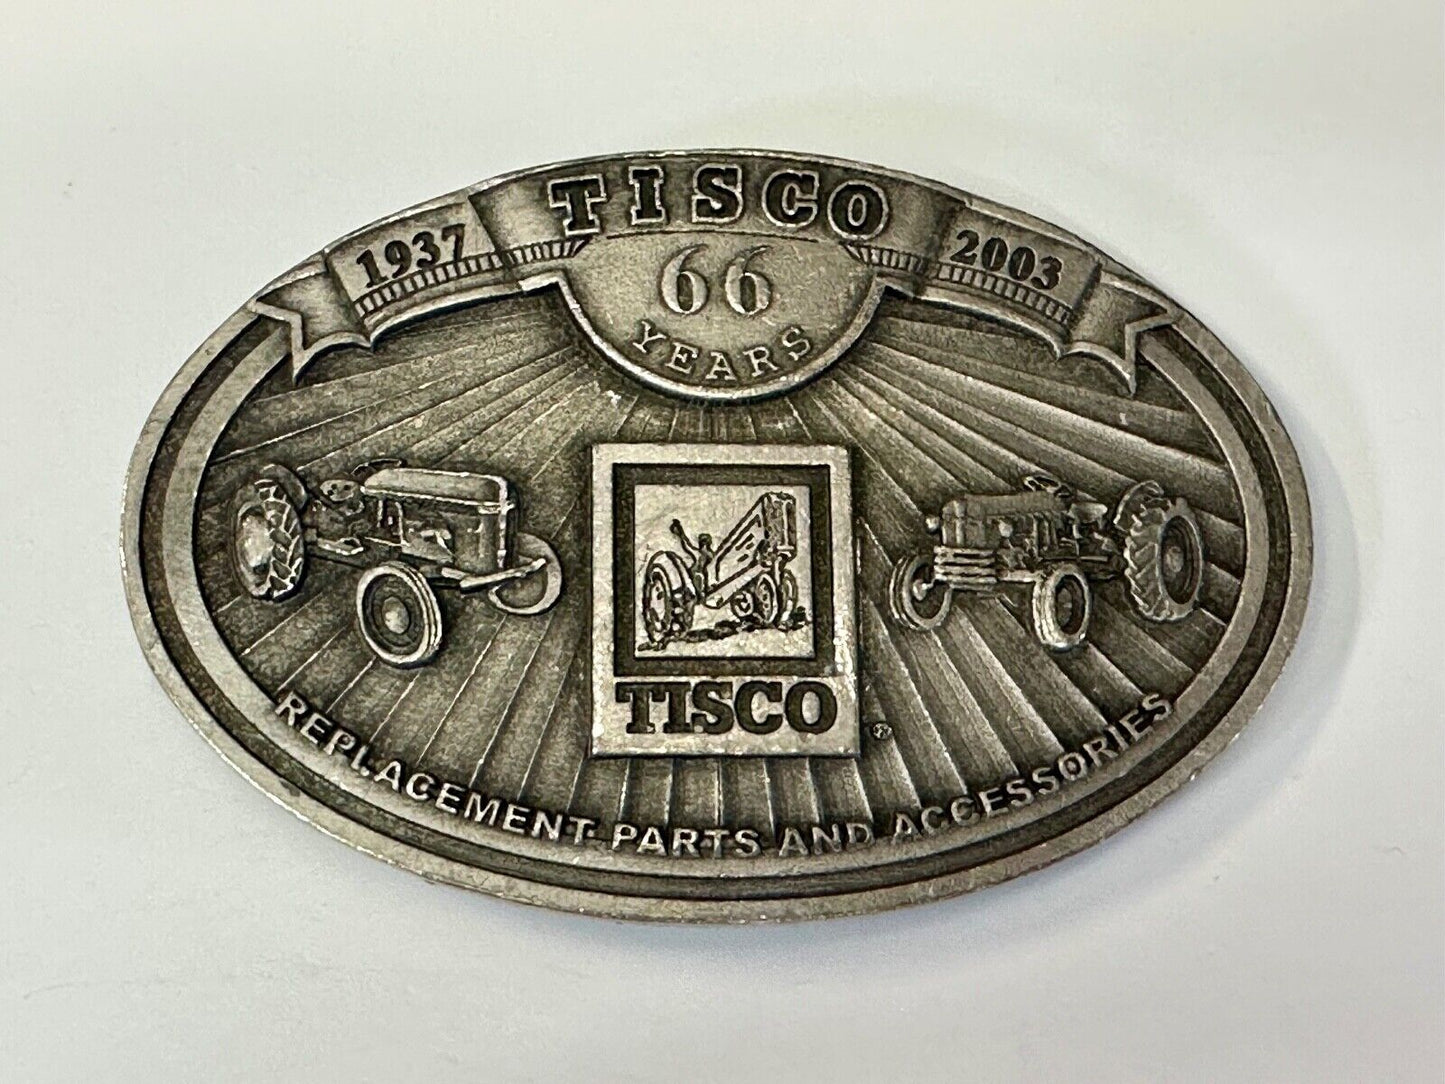 TISCO
1937 2003
66
YEARS
TISCO ®
REPLACEMENT PARTS AND ACCESSORIES